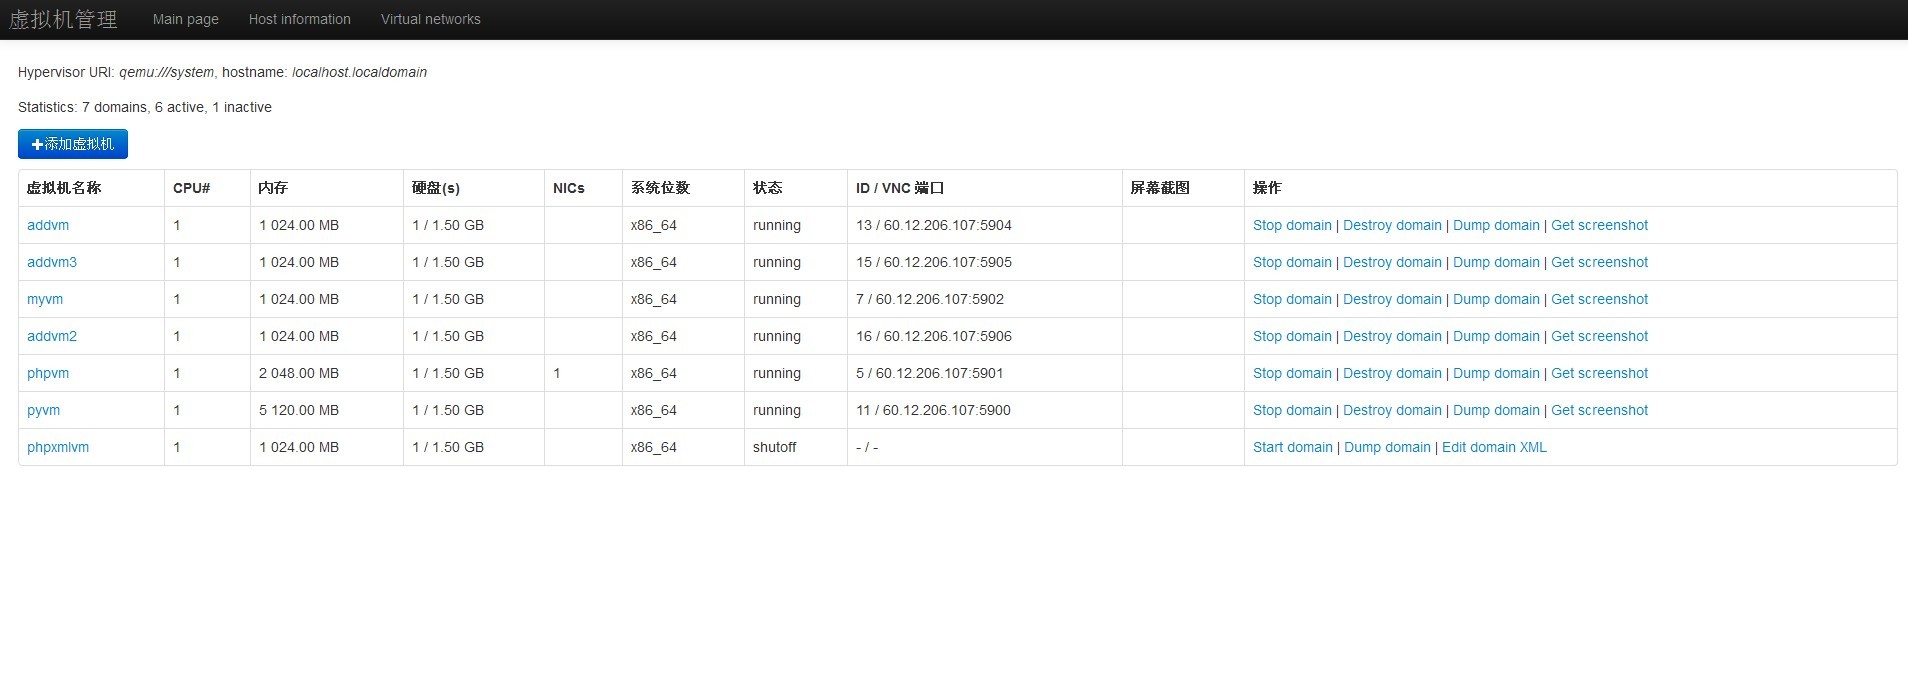 虚拟机管理 Main page Host information Virtual networks
Hypervisor URI: qemu:///system, hostname: localhost.localdomain
Statistics: 7 domains, 6 active, 1 inactive
+添加虚拟机
虚拟机名称 CPU# 内存 硬盘(s) NICs 系统位数 状态 ID / VNC 端口 屏幕截图 操作
addvm 1 1 024.00 MB 1 / 1.50 GB x86_64 running 13 / 60.12.206.107:5904 Stop domain | Destroy domain | Dump domain | Get screenshot
addvm3 1 1 024.00 MB 1 / 1.50 GB x86_64 running 15 / 60.12.206.107:5905 Stop domain | Destroy domain | Dump domain | Get screenshot
myvm 1 1 024.00 MB 1 / 1.50 GB x86_64 running 7 / 60.12.206.107:5902 Stop domain | Destroy domain | Dump domain | Get screenshot
addvm2 1 1 024.00 MB 1 / 1.50 GB x86_64 running 16 / 60.12.206.107:5906 Stop domain | Destroy domain | Dump domain | Get screenshot
phpvm 1 2 048.00 MB 1 / 1.50 GB 1 x86_64 running 5 / 60.12.206.107:5901 Stop domain | Destroy domain | Dump domain | Get screenshot
pyvm 1 5 120.00 MB 1 / 1.50 GB x86_64 running 11 / 60.12.206.107:5900 Stop domain | Destroy domain | Dump domain | Get screenshot
phpxmlvm 1 1 024.00 MB 1 / 1.50 GB x86_64 shutoff - / - Start domain | Dump domain | Edit domain XML